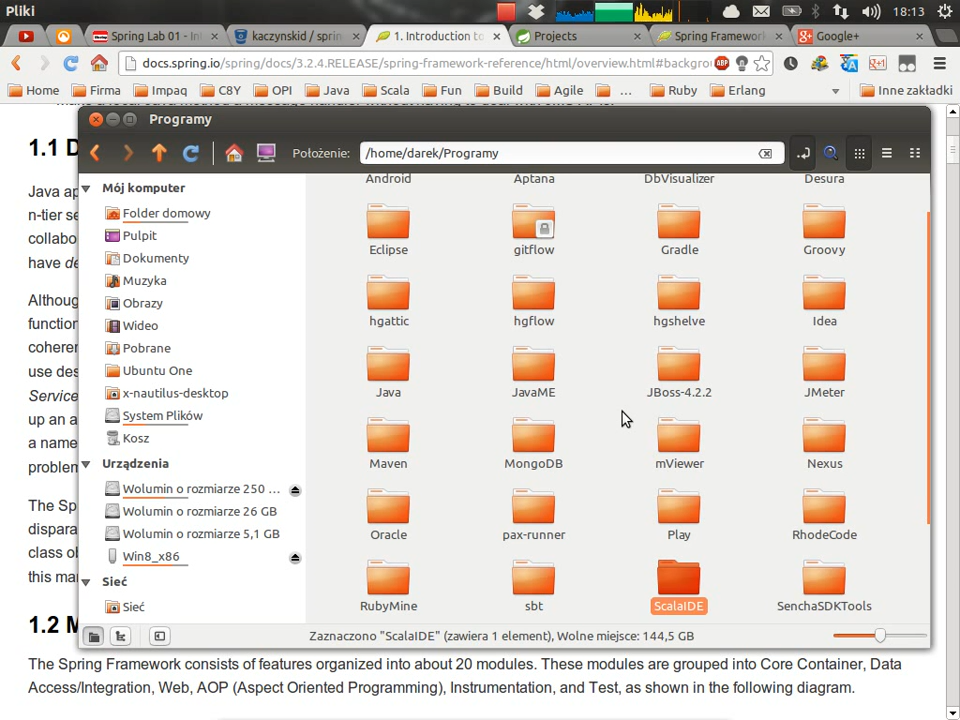 Pliki
18:13
Spring Lab 01 - In
kaczynskid / sprin
1. Introduction to
Projects
Spring Framework
Google+
docs.spring.io/spring/docs/3.2.4.RELEASE/spring-framework-reference/html/overview.html#backgro
Home
Firma
Impaq
C8Y
OPI
Java
Scala
Fun
Build
Agile
...
Ruby
Erlang
Inne zakładki
Programy
1.1 D
Położenie:
/home/darek/Programy
Java ap
n-tier se
collabo
have de
Although
function
coheren
use des
Service
up an a
a name
problem
The Sp
disparа
class ob
this man
Mój komputer
Folder domowy
Pulpit
Dokumenty
Muzyka
Obrazy
Wideo
Pobrane
Ubuntu One
x-nautilus-desktop
System Plików
Kosz
Urządzenia
Wolumin o rozmiarze 250 ...
Wolumin o rozmiarze 26 GB
Wolumin o rozmiarze 5,1 GB
Win8_x86
Sieć
Sieć
Android
Aptana
DbVisualizer
Desura
Eclipse
gitflow
Gradle
Groovy
hgattic
hgflow
hgshelve
Idea
Java
JavaME
JBoss-4.2.2
JMeter
Maven
MongoDB
mViewer
Nexus
Oracle
pax-runner
Play
RhodeCode
RubyMine
sbt
ScalaIDE
SenchaSDKTools
1.2 M
Zaznaczono "ScalaIDE" (zawiera 1 element), Wolne miejsce: 144,5 GB
The Spring Framework consists of features organized into about 20 modules. These modules are grouped into Core Container, Data
Access/Integration, Web, AOP (Aspect Oriented Programming), Instrumentation, and Test, as shown in the following diagram.